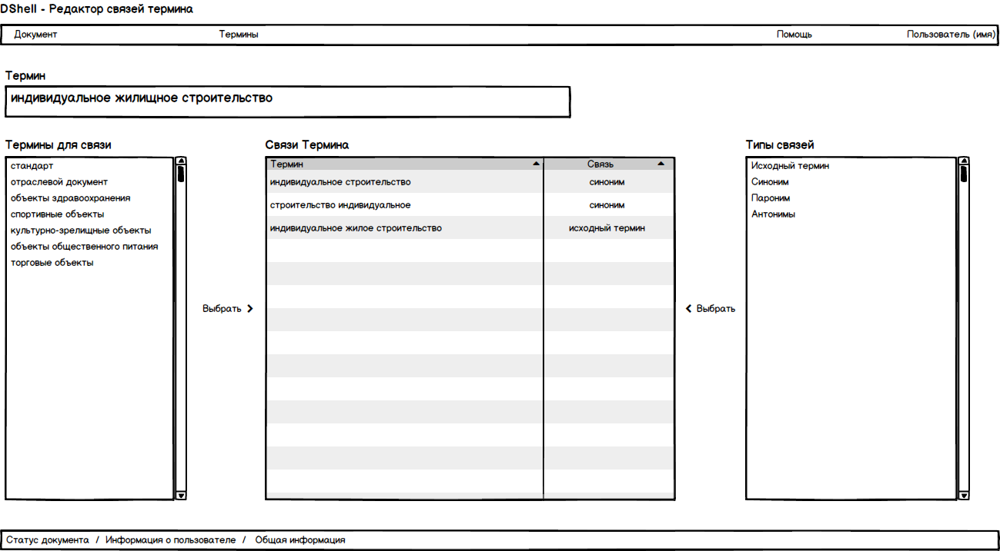 DShell - Редактор связей термина
Документ Термины Помощь Пользователь (имя)
Термин
индивидуальное жилищное строительство
Термины для связи
стандарт
отраслевой документ
объекты здравоохранения
спортивные объекты
культурно-зрелищные объекты
объекты общественного питания
торговые объекты
Выбрать
Связи Термина
Термин Связь
индивидуальное строительство синоним
строительство индивидуальное синоним
индивидуальное жилое строительство исходный термин
Выбрать
Типы связей
Исходный термин
Синоним
Пароним
Антонимы
Статус документа / Информация о пользователе / Общая информация